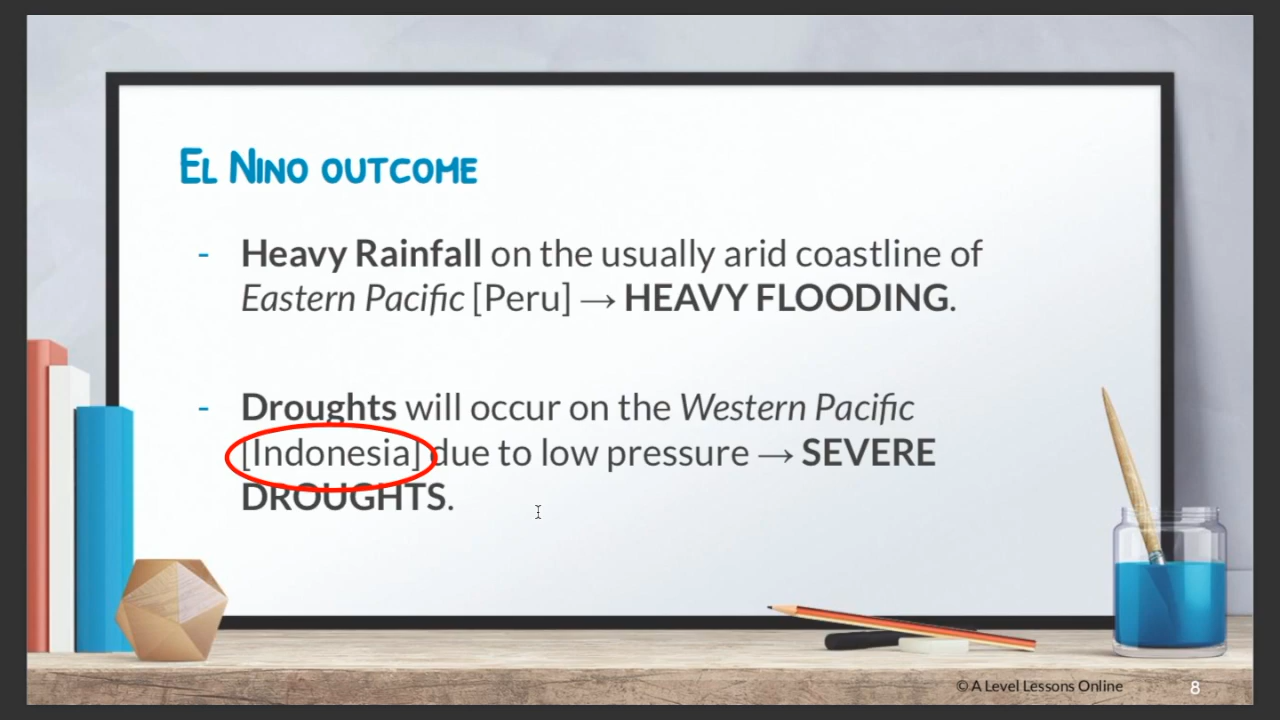 El Nino outcome
- Heavy Rainfall on the usually arid coastline of
Eastern Pacific [Peru] → HEAVY FLOODING.
- Droughts will occur on the Western Pacific
[Indonesia] due to low pressure → SEVERE
DROUGHTS.
© A Level Lessons Online
8